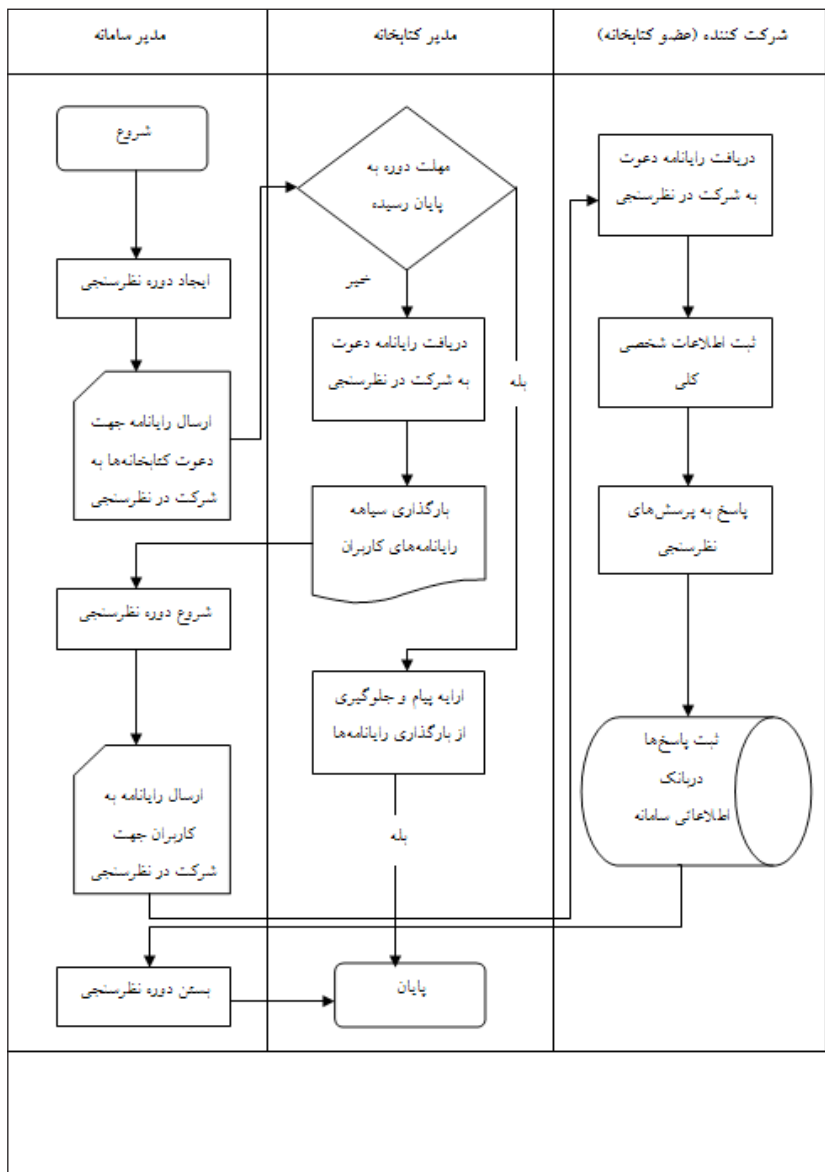 شرکت کننده (عضو کتابخانه)
مدیر کتابخانه
مدیر سامانه
شروع
ایجاد دوره نظرسنجی
ارسال رایانامه جهت
دعوت کتابخانه‌ها به
شرکت در نظرسنجی
مهلت دوره به
پایان رسیده
خیر
بله
دریافت رایانامه دعوت
به شرکت در نظرسنجی
بارگذاری سیاهه
رایانامه‌های کاربران
شروع دوره نظرسنجی
ارسال رایانامه به
کاربران جهت
شرکت در نظرسنجی
ارایه پیام و جلوگیری
از بارگذاری رایانامه‌ها
بله
دریافت رایانامه دعوت
به شرکت در نظرسنجی
ثبت اطلاعات شخصی
کلی
پاسخ به پرسش‌های
نظرسنجی
ثبت پاسخ‌ها
دربانک
اطلاعاتی سامانه
بستن دوره نظرسنجی
پایان